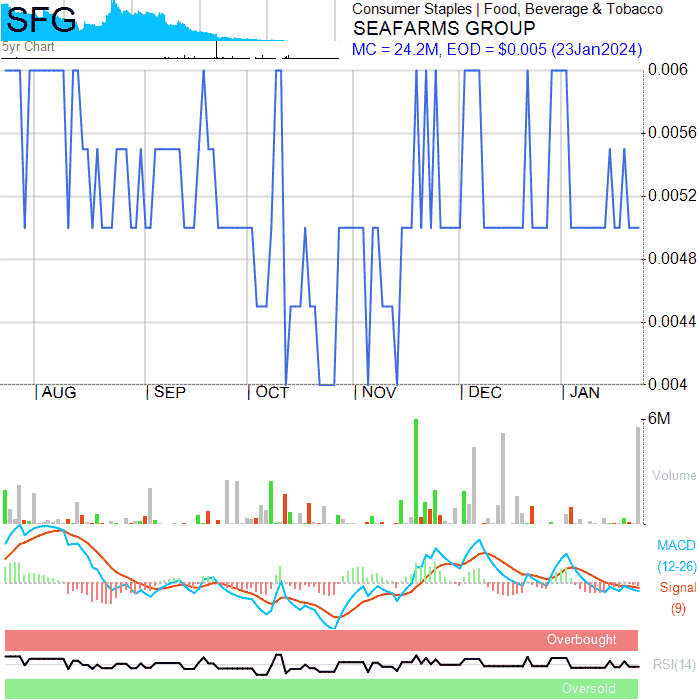 SFG
Consumer Staples | Food, Beverage & Tobacco
SEAFARMS GROUP
5yr Chart
MC = 24.2M, EOD = $0.005 (23Jan2024)
0.006
0.0056
0.0052
0.0048
0.0044
0.004
AUG SEP OCT NOV DEC JAN
6M
Volume
MACD
(12-26)
Signal
(9)
Overbought
RSI(14)
Oversold